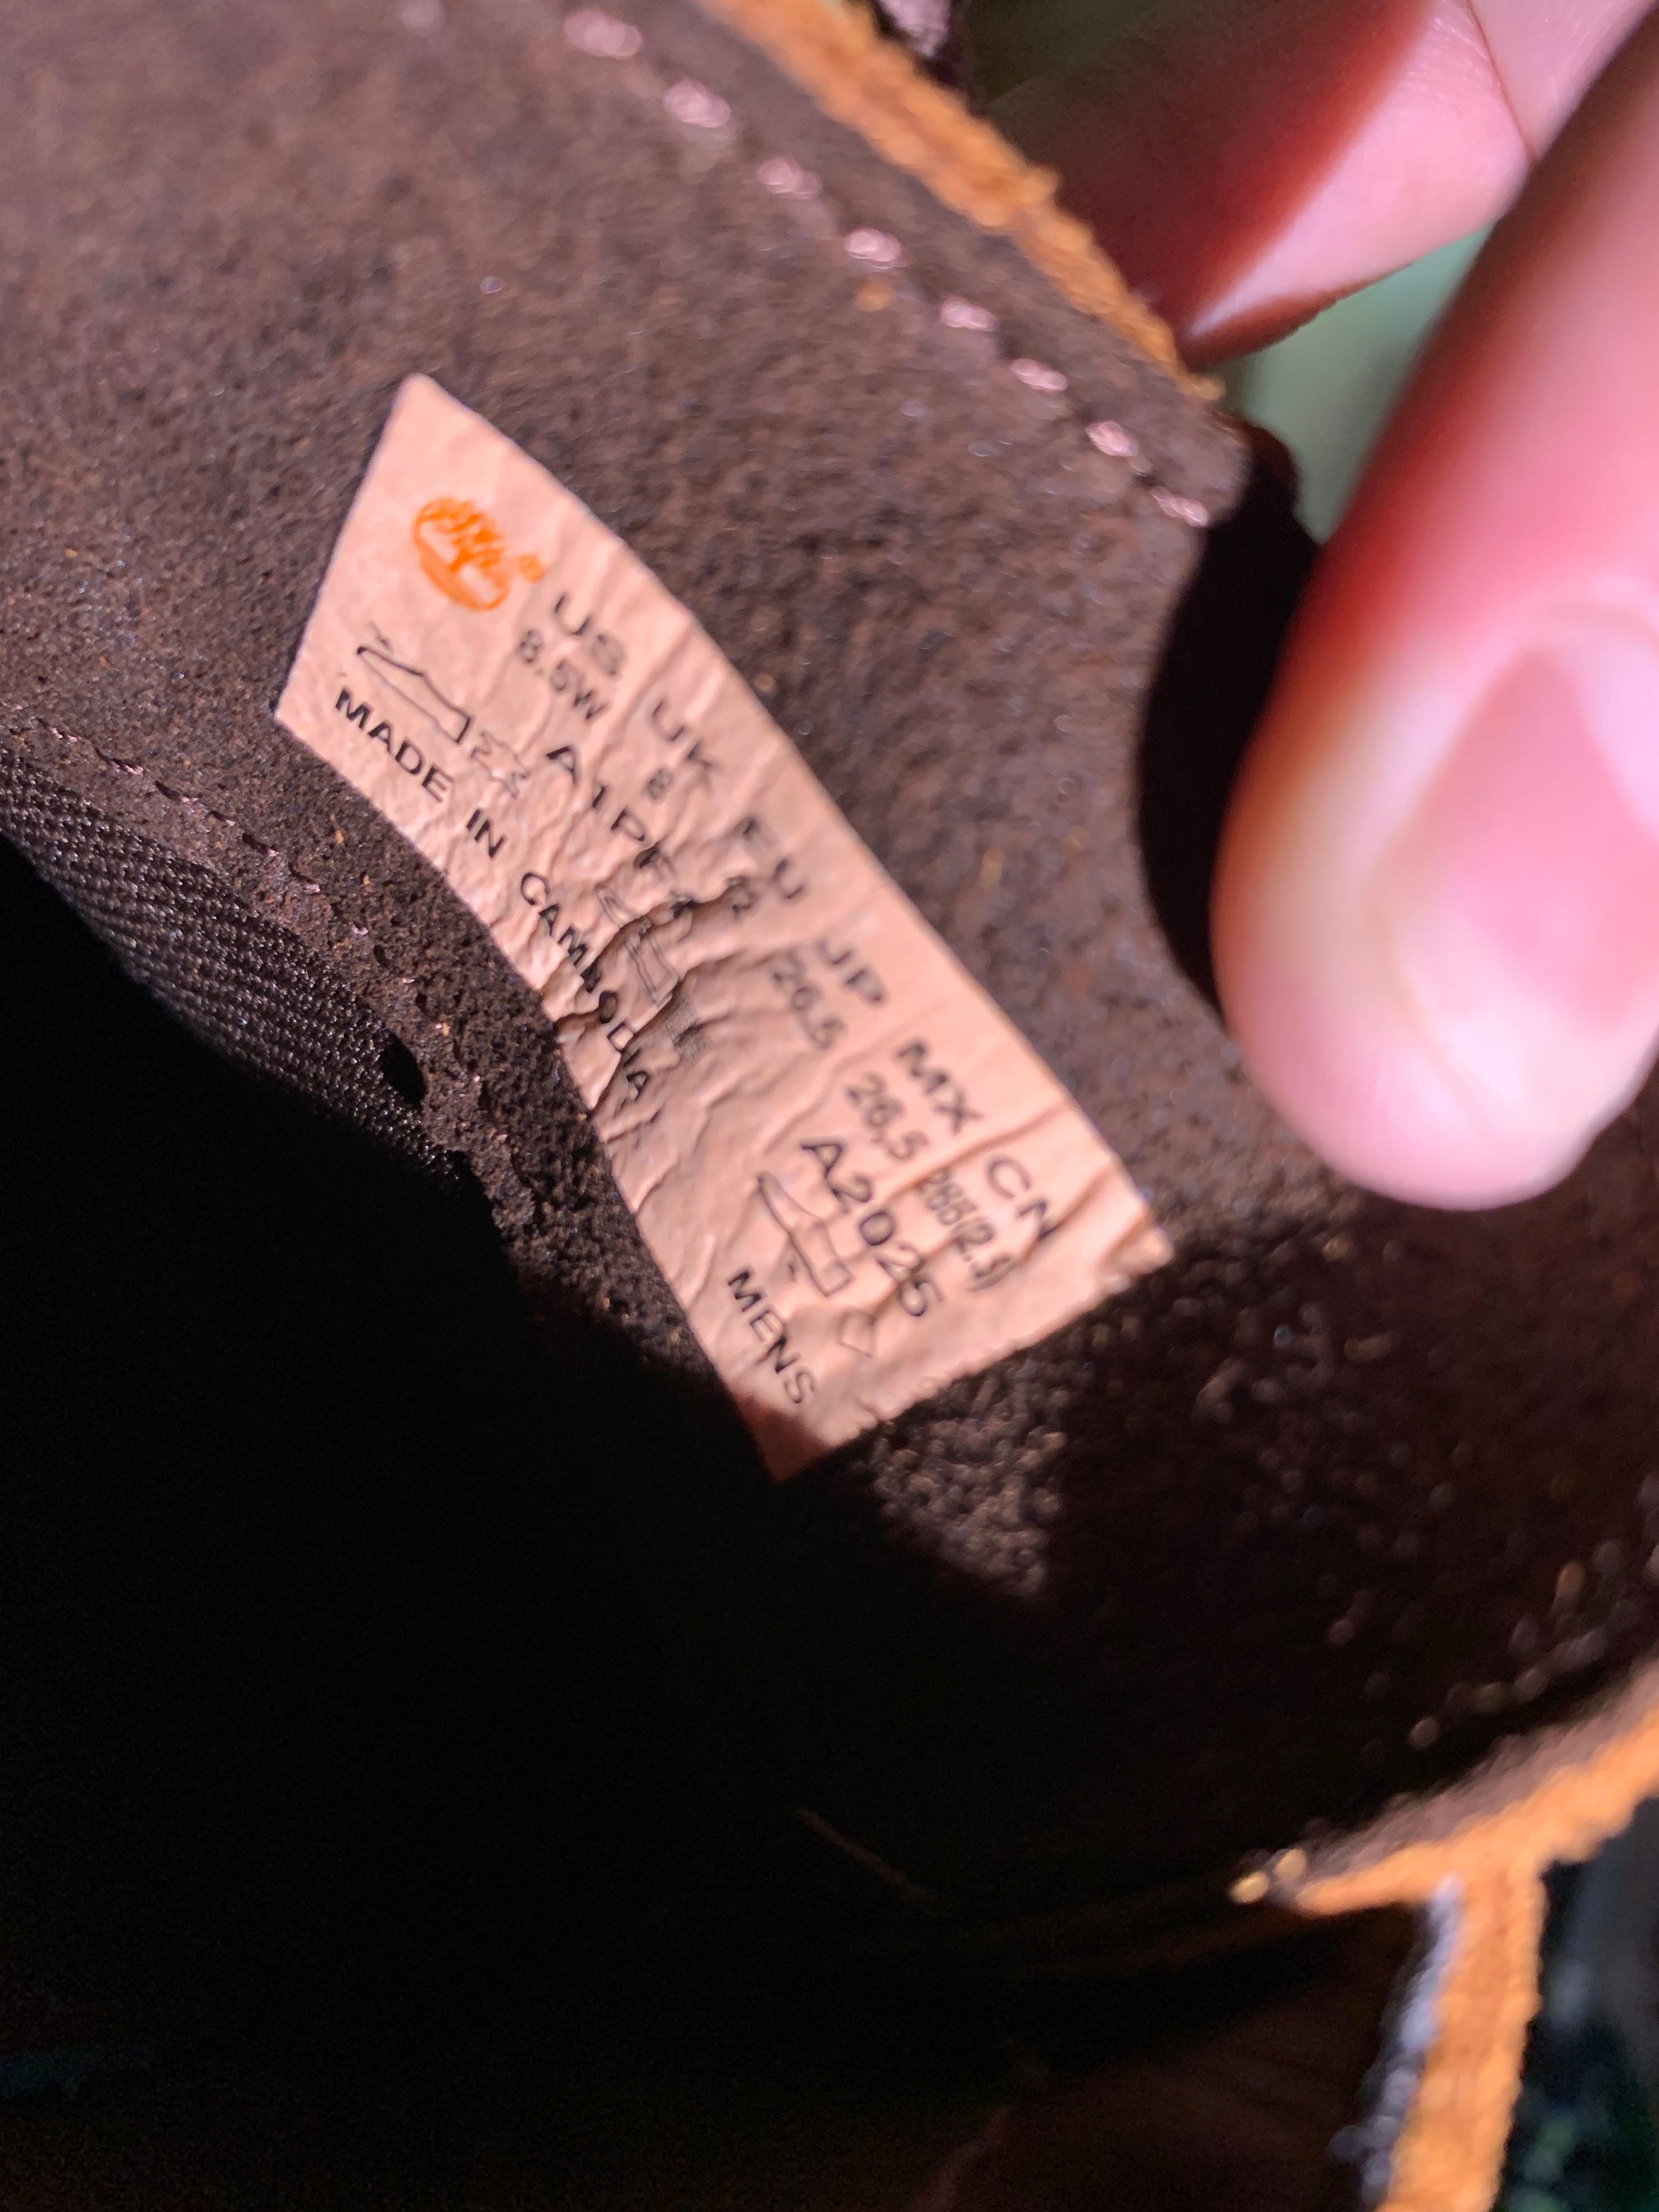 ® US UK EU JP MX CN
8.5W 8 42 26.5 26,5 265(2.5)
A2025
MADE IN CAMBODIA MENS